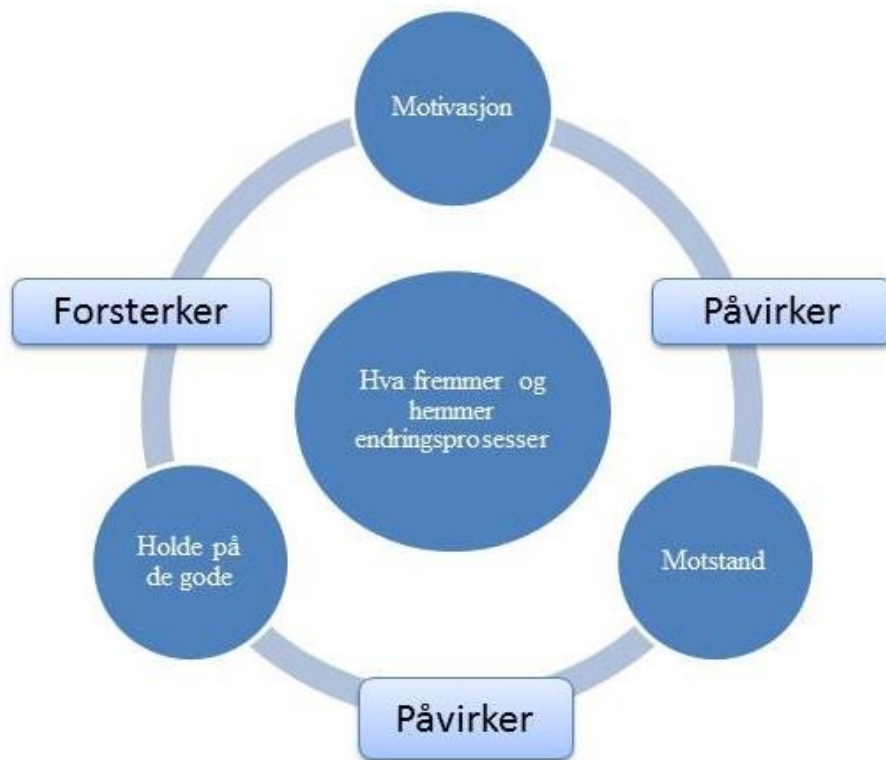 Motivasjon
Forsterker
Påvirker
Hva fremmer og
hemmer
endringsprosesser
Holde på
de gode
Motstand
Påvirker